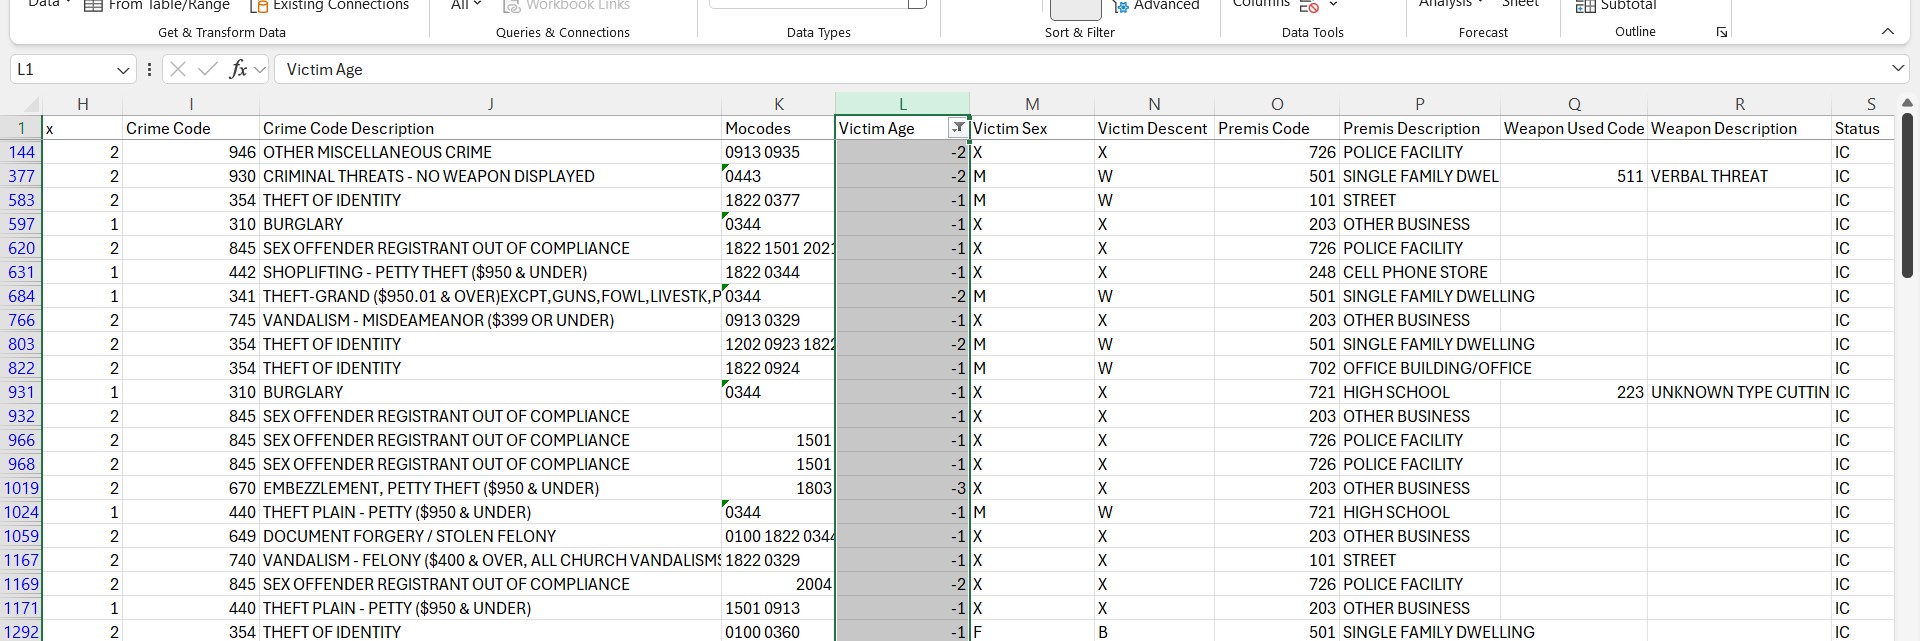 Data From Table/Range Existing Connections All Workbook Links Advanced Columns Analysis Sheet Subtotal
Get & Transform Data Queries & Connections Data Types Sort & Filter Data Tools Forecast Outline
L1 fx Victim Age
H I J K L M N O P Q R S
1 x Crime Code Crime Code Description Mocodes Victim Age Victim Sex Victim Descent Premis Code Premis Description Weapon Used Code Weapon Description Status
144 2 946 OTHER MISCELLANEOUS CRIME 0913 0935 -2 X X 726 POLICE FACILITY IC
377 2 930 CRIMINAL THREATS - NO WEAPON DISPLAYED 0443 -2 M W 501 SINGLE FAMILY DWEL 511 VERBAL THREAT IC
583 2 354 THEFT OF IDENTITY 1822 0377 -1 M W 101 STREET IC
597 1 310 BURGLARY 0344 -1 X X 203 OTHER BUSINESS IC
620 2 845 SEX OFFENDER REGISTRANT OUT OF COMPLIANCE 1822 1501 2021 -1 X X 726 POLICE FACILITY IC
631 1 442 SHOPLIFTING - PETTY THEFT ($950 & UNDER) 1822 0344 -1 X X 248 CELL PHONE STORE IC
684 1 341 THEFT-GRAND ($950.01 & OVER)EXCPT,GUNS,FOWL,LIVESTK,P 0344 -2 M W 501 SINGLE FAMILY DWELLING IC
766 2 745 VANDALISM - MISDEAMEANOR ($399 OR UNDER) 0913 0329 -1 X X 203 OTHER BUSINESS IC
803 2 354 THEFT OF IDENTITY 1202 0923 1822 -2 M W 501 SINGLE FAMILY DWELLING IC
822 2 354 THEFT OF IDENTITY 1822 0924 -1 M W 702 OFFICE BUILDING/OFFICE IC
931 1 310 BURGLARY 0344 -1 X X 721 HIGH SCHOOL 223 UNKNOWN TYPE CUTTIN IC
932 2 845 SEX OFFENDER REGISTRANT OUT OF COMPLIANCE -1 X X 203 OTHER BUSINESS IC
966 2 845 SEX OFFENDER REGISTRANT OUT OF COMPLIANCE 1501 -1 X X 726 POLICE FACILITY IC
968 2 845 SEX OFFENDER REGISTRANT OUT OF COMPLIANCE 1501 -1 X X 726 POLICE FACILITY IC
1019 2 670 EMBEZZLEMENT, PETTY THEFT ($950 & UNDER) 1803 -3 X X 203 OTHER BUSINESS IC
1024 1 440 THEFT PLAIN - PETTY ($950 & UNDER) 0344 -1 M W 721 HIGH SCHOOL IC
1059 2 649 DOCUMENT FORGERY / STOLEN FELONY 0100 1822 0344 -1 X X 203 OTHER BUSINESS IC
1167 2 740 VANDALISM - FELONY ($400 & OVER, ALL CHURCH VANDALISMS 1822 0329 -1 X X 101 STREET IC
1169 2 845 SEX OFFENDER REGISTRANT OUT OF COMPLIANCE 2004 -2 X X 726 POLICE FACILITY IC
1171 1 440 THEFT PLAIN - PETTY ($950 & UNDER) 1501 0913 -1 X X 203 OTHER BUSINESS IC
1292 2 354 THEFT OF IDENTITY 0100 0360 -1 F B 501 SINGLE FAMILY DWELLING IC